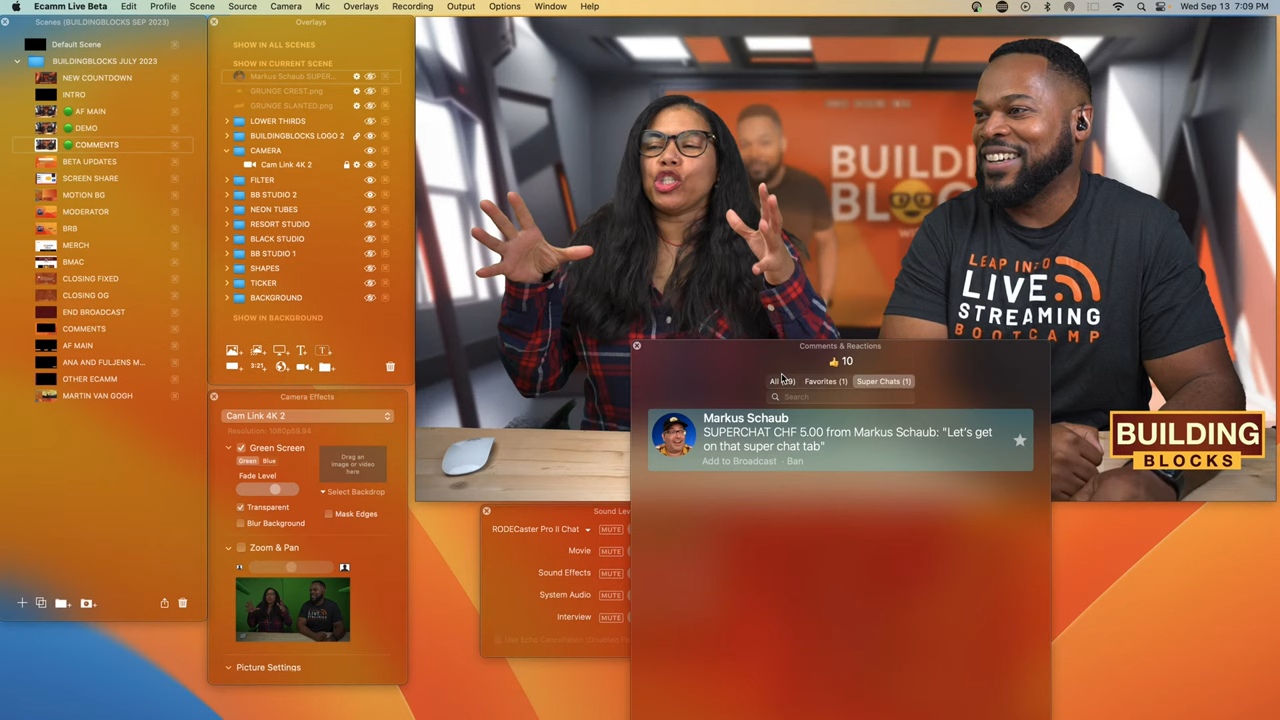 Ecamm Live Beta Edit Profile Scene Source Camera Mic Overlays Recording Output Options Window Help
Wed Sep 13 7:09 PM
Scenes (BUILDINGBLOCKS SEP 2023)
Default Scene
BUILDINGBLOCKS JULY 2023
NEW COUNTDOWN
INTRO
AF MAIN
DEMO
COMMENTS
BETA UPDATES
SCREEN SHARE
MOTION BG
MODERATOR
BRB
MERCH
BMAC
CLOSING FIXED
CLOSING OG
END BROADCAST
COMMENTS
AF MAIN
ANA AND FULJENS M...
OTHER ECAMM
MARTIN VAN GOGH
Overlays
SHOW IN ALL SCENES
SHOW IN CURRENT SCENE
Markus Schaub SUPER...
GRUNGE CREST.png
GRUNGE SLANTED.png
LOWER THIRDS
BUILDINGBLOCKS LOGO 2
CAMERA
Cam Link 4K 2
FILTER
BB STUDIO 2
NEON TUBES
RESORT STUDIO
BLACK STUDIO
BB STUDIO 1
SHAPES
TICKER
BACKGROUND
SHOW IN BACKGROUND
3:21
Camera Effects
Cam Link 4K 2
Resolution: 1080p59.94
Green Screen
Green Blue
Fade Level
Transparent
Blur Background
Drag an
image or video
here
Select Backdrop
Mask Edges
Zoom & Pan
Picture Settings
Sound Lev
RODECaster Pro II Chat MUTE
Movie MUTE
Sound Effects MUTE
System Audio MUTE
Interview MUTE
BUILDING
LEAP INTO
LIVE
STREAMING
BOOTCAMP
BUILDING
BLOCKS
Comments & Reactions
10
Favorites (1) Super Chats (1)
Search
Markus Schaub
SUPERCHAT CHF 5.00 from Markus Schaub: "Let's get
on that super chat tab"
Add to Broadcast · Ban